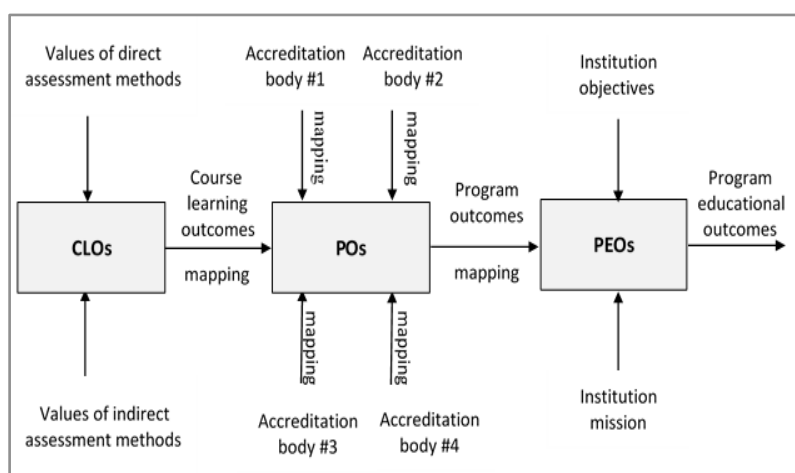 Values of direct
assessment methods
Accreditation
body #1
Accreditation
body #2
Institution
objectives
mapping
mapping
Course
learning
outcomes
Program
outcomes
Program
educational
outcomes
CLOs
POs
PEOs
mapping
mapping
mapping
mapping
Values of indirect
assessment methods
Accreditation
body #3
Accreditation
body #4
Institution
mission